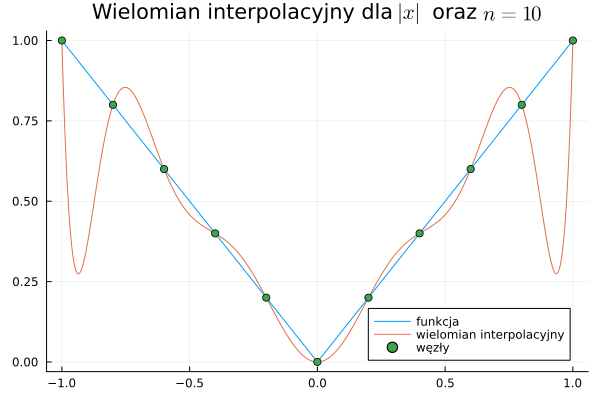 Wielomian interpolacyjny dla |x| oraz n = 10
1.00
0.75
0.50
0.25
0.00
−1.0 −0.5 0.0 0.5 1.0
funkcja
wielomian interpolacyjny
węzły